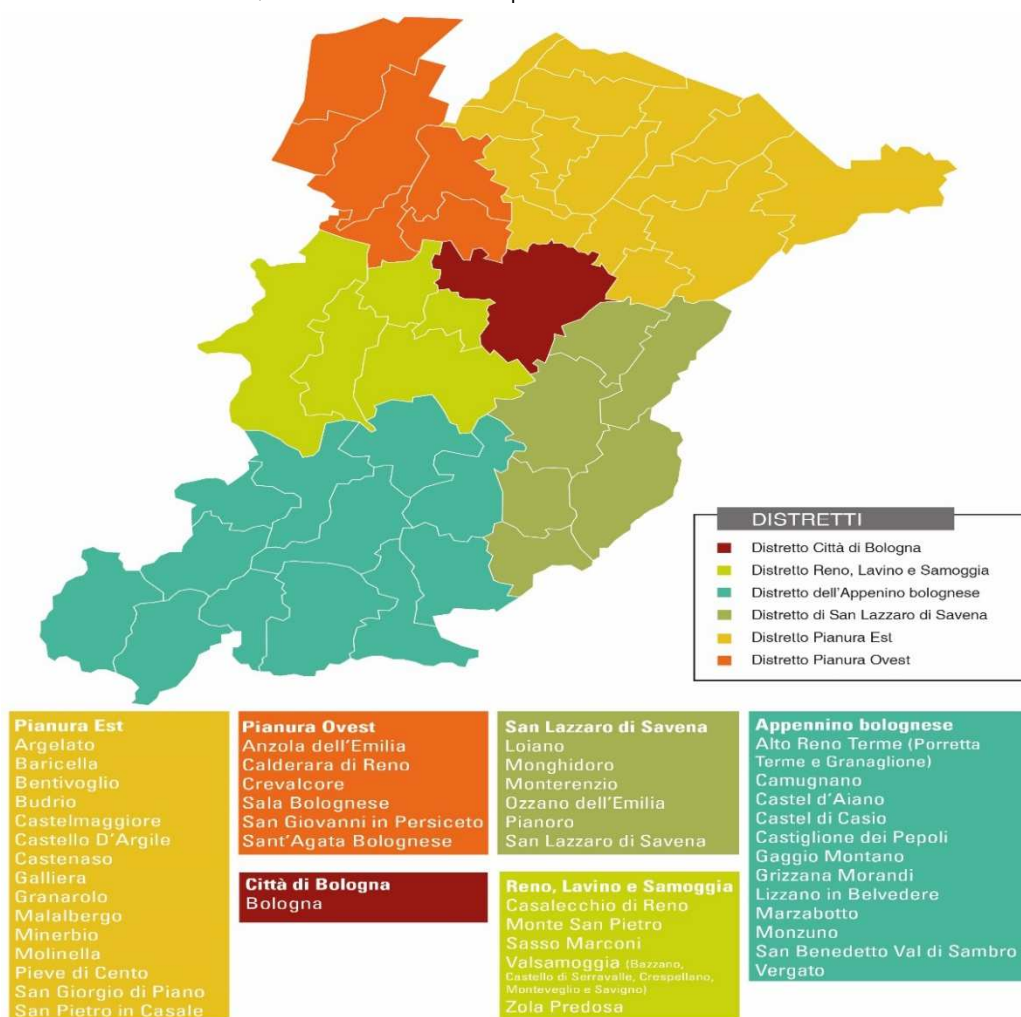 DISTRETTI
Distretto Città di Bologna
Distretto Reno, Lavino e Samoggia
Distretto dell'Appenino bolognese
Distretto di San Lazzaro di Savena
Distretto Pianura Est
Distretto Pianura Ovest
Pianura Est
Argelato
Baricella
Bentivoglio
Budrio
Castelmaggiore
Castello D'Argile
Castenaso
Galliera
Granarolo
Malalbergo
Minerbio
Molinella
Pieve di Cento
San Giorgio di Piano
San Pietro in Casale
Pianura Ovest
Anzola dell'Emilia
Calderara di Reno
Crevalcore
Sala Bolognese
San Giovanni in Persiceto
Sant'Agata Bolognese
Città di Bologna
Bologna
San Lazzaro di Savena
Loiano
Monghidoro
Monterenzio
Ozzano dell'Emilia
Pianoro
San Lazzaro di Savena
Reno, Lavino e Samoggia
Casalecchio di Reno
Monte San Pietro
Sasso Marconi
Valsamoggia (Bazzano,
Castello di Serravalle, Crespellano,
Monteveglio e Savigno)
Zola Predosa
Appennino bolognese
Alto Reno Terme (Porretta
Terme e Granaglione)
Camugnano
Castel d'Aiano
Castel di Casio
Castiglione dei Pepoli
Gaggio Montano
Grizzana Morandi
Lizzano in Belvedere
Marzabotto
Monzuno
San Benedetto Val di Sambro
Vergato